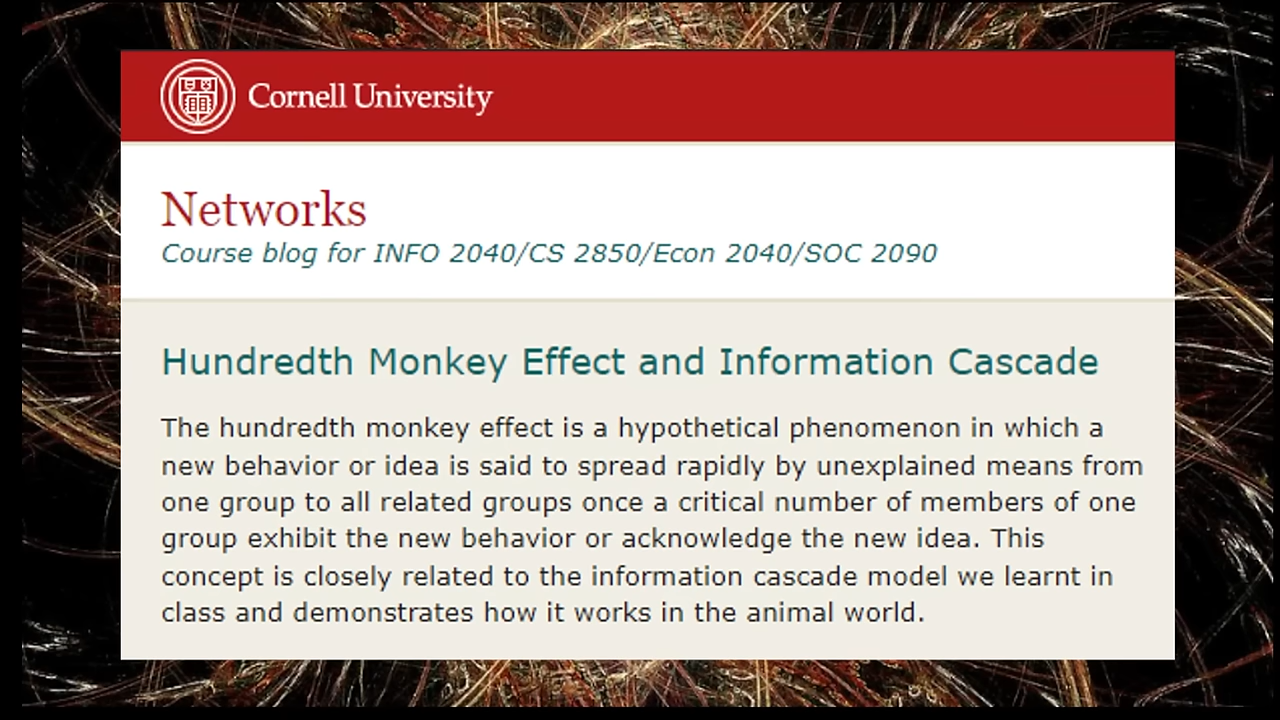 Cornell University
Networks
Course blog for INFO 2040/CS 2850/Econ 2040/SOC 2090
Hundredth Monkey Effect and Information Cascade
The hundredth monkey effect is a hypothetical phenomenon in which a
new behavior or idea is said to spread rapidly by unexplained means from
one group to all related groups once a critical number of members of one
group exhibit the new behavior or acknowledge the new idea. This
concept is closely related to the information cascade model we learnt in
class and demonstrates how it works in the animal world.